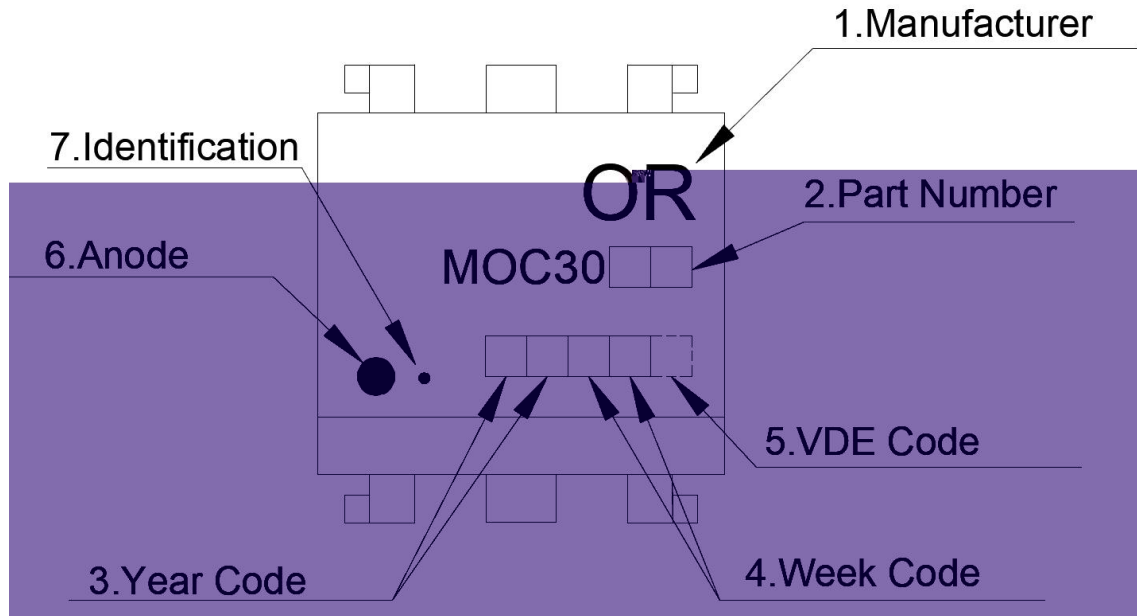 1.Manufacturer
7.Identification
OR
2.Part Number
6.Anode
MOC30
5.VDE Code
3.Year Code
4.Week Code